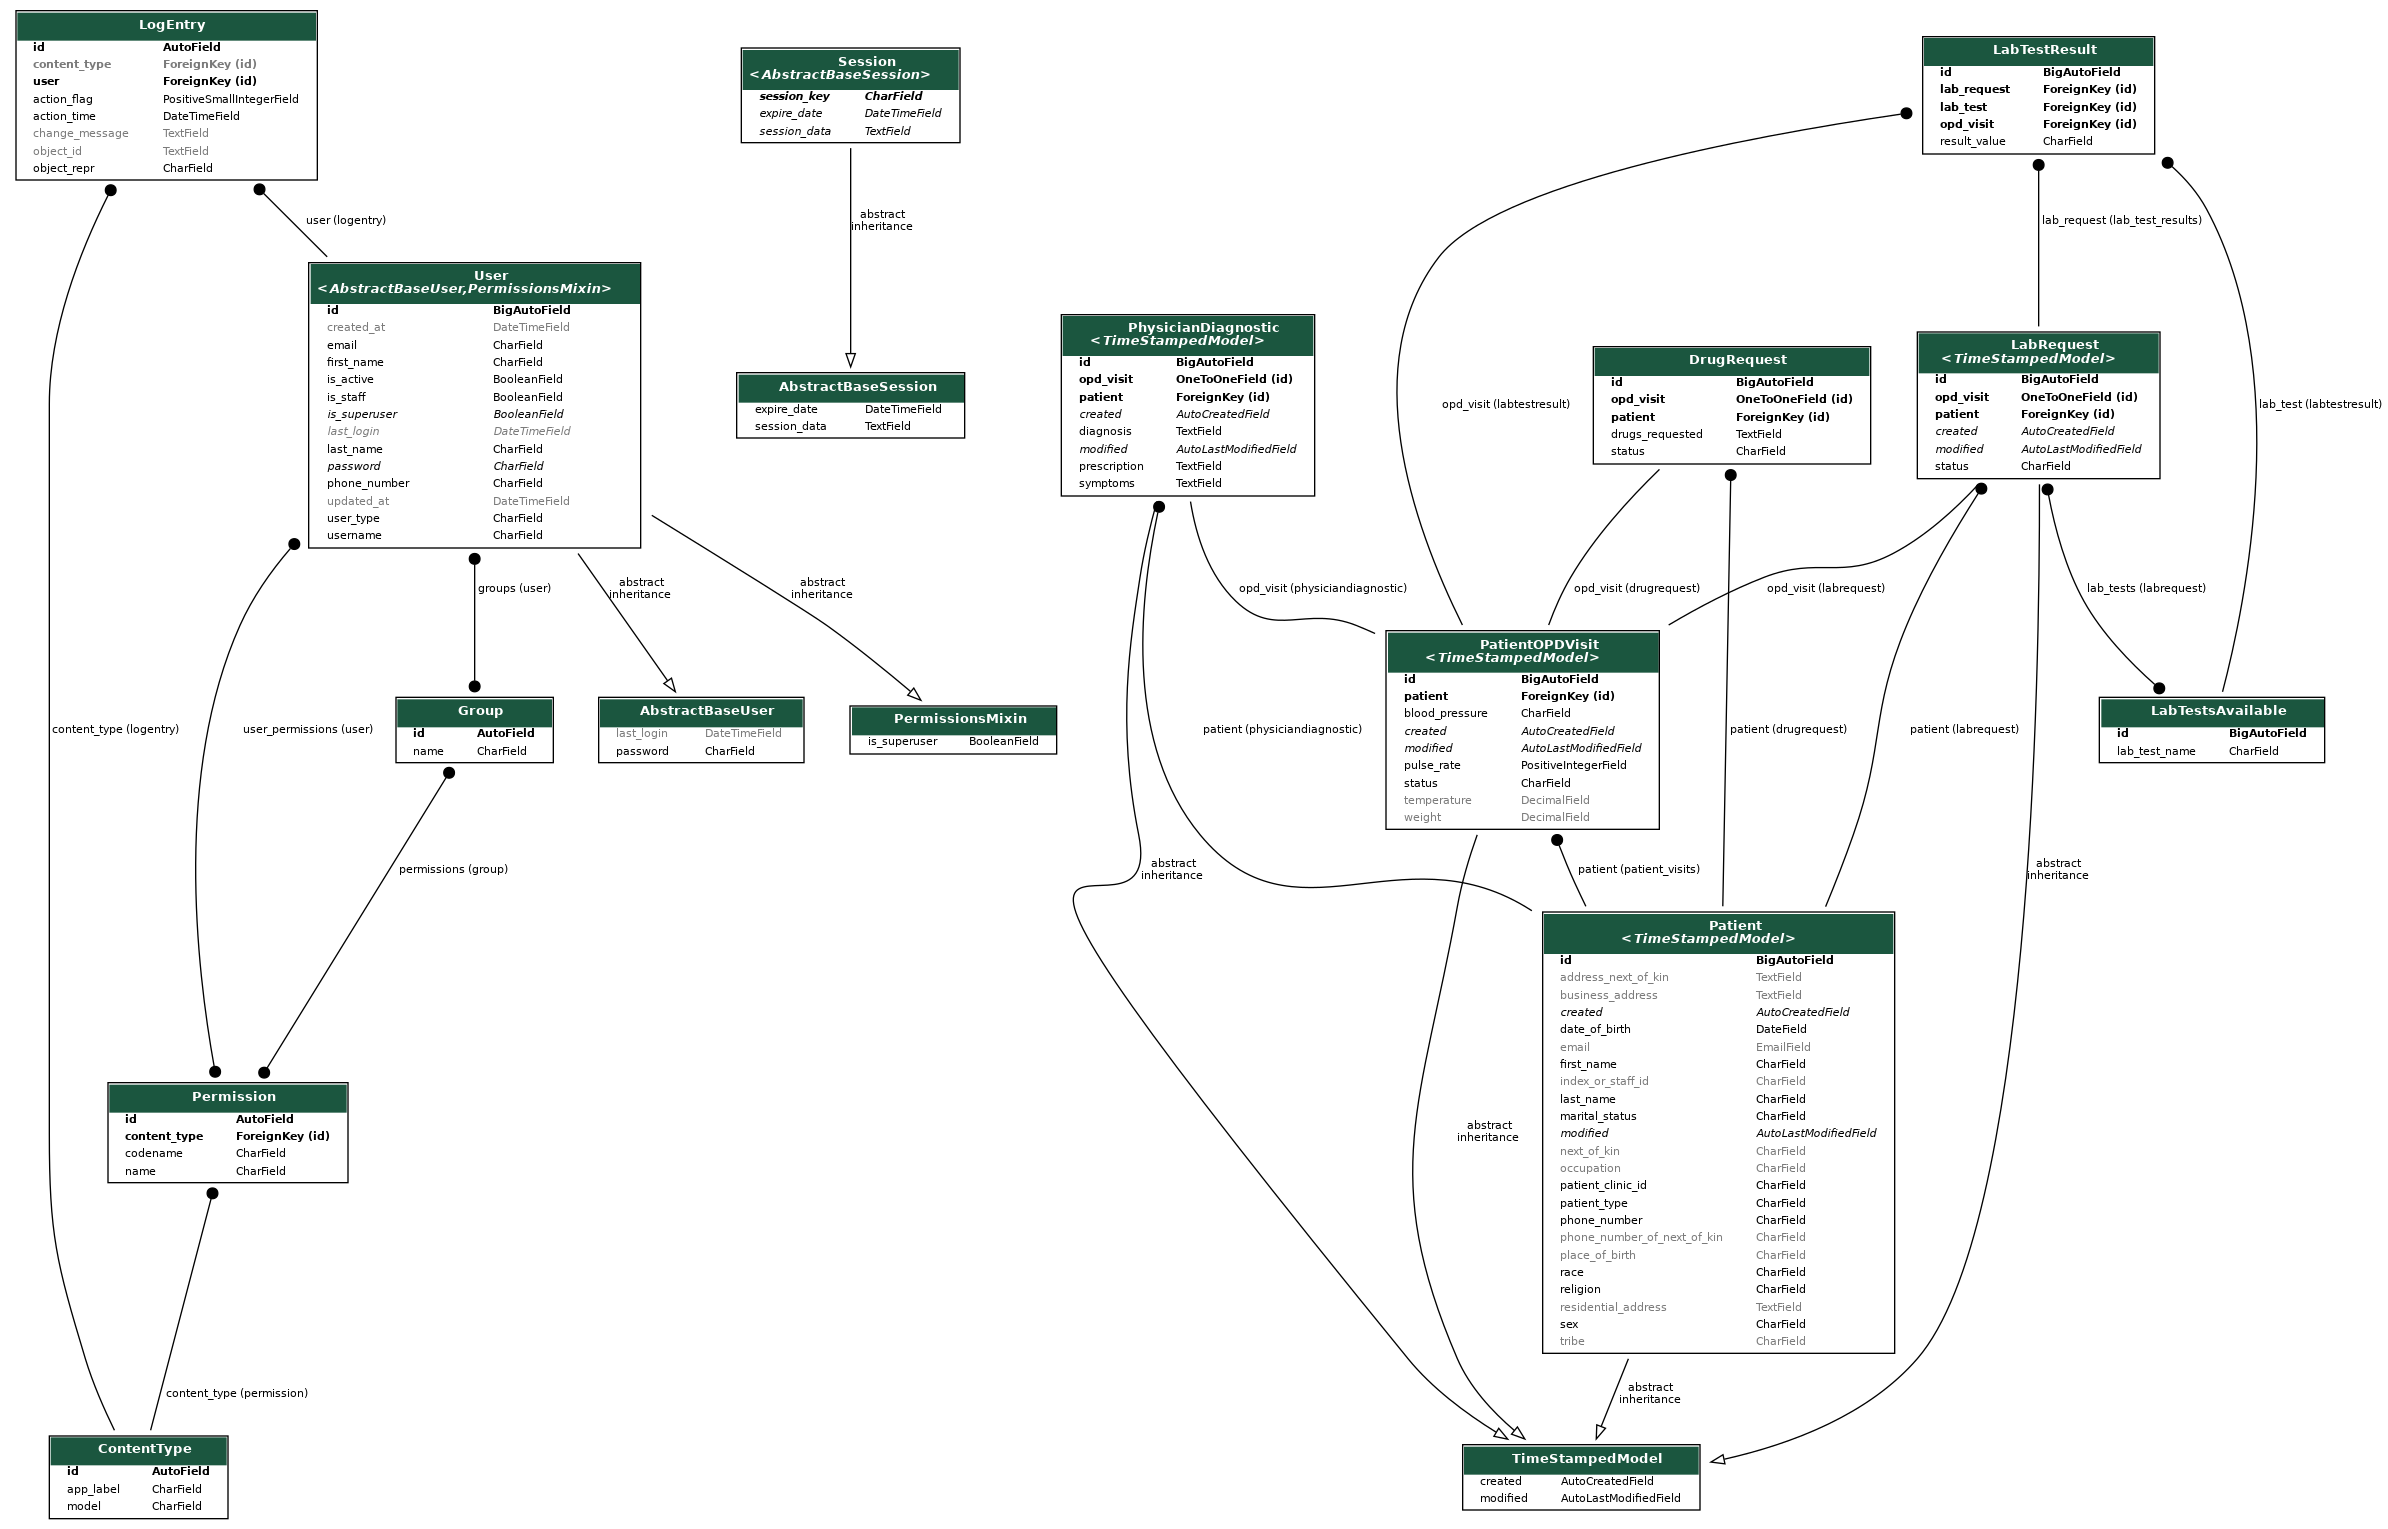 LogEntry
id AutoField
content_type ForeignKey (id)
user ForeignKey (id)
action_flag PositiveSmallIntegerField
action_time DateTimeField
change_message TextField
object_id TextField
object_repr CharField
Session
<AbstractBaseSession>
session_key CharField
expire_date DateTimeField
session_data TextField
LabTestResult
id BigAutoField
lab_request ForeignKey (id)
lab_test ForeignKey (id)
opd_visit ForeignKey (id)
result_value CharField
user (logentry)
abstract
inheritance
lab_request (lab_test_results)
User
<AbstractBaseUser,PermissionsMixin>
id BigAutoField
created_at DateTimeField
email CharField
first_name CharField
is_active BooleanField
is_staff BooleanField
is_superuser BooleanField
last_login DateTimeField
last_name CharField
password CharField
phone_number CharField
updated_at DateTimeField
user_type CharField
username CharField
AbstractBaseSession
expire_date DateTimeField
session_data TextField
PhysicianDiagnostic
<TimeStampedModel>
id BigAutoField
opd_visit OneToOneField (id)
patient ForeignKey (id)
created AutoCreatedField
diagnosis TextField
modified AutoLastModifiedField
prescription TextField
symptoms TextField
opd_visit (labtestresult)
DrugRequest
id BigAutoField
opd_visit OneToOneField (id)
patient ForeignKey (id)
drugs_requested TextField
status CharField
LabRequest
<TimeStampedModel>
id BigAutoField
opd_visit OneToOneField (id)
patient ForeignKey (id)
created AutoCreatedField
modified AutoLastModifiedField
status CharField
lab_test (labtestresult)
groups (user)
abstract
inheritance
abstract
inheritance
opd_visit (physiciandiagnostic)
opd_visit (drugrequest)
opd_visit (labrequest)
lab_tests (labrequest)
content_type (logentry)
user_permissions (user)
Group
id AutoField
name CharField
AbstractBaseUser
last_login DateTimeField
password CharField
PermissionsMixin
is_superuser BooleanField
patient (physiciandiagnostic)
PatientOPDVisit
<TimeStampedModel>
id BigAutoField
patient ForeignKey (id)
blood_pressure CharField
created AutoCreatedField
modified AutoLastModifiedField
pulse_rate PositiveIntegerField
status CharField
temperature DecimalField
weight DecimalField
patient (drugrequest)
patient (labrequest)
LabTestsAvailable
id BigAutoField
lab_test_name CharField
permissions (group)
abstract
inheritance
patient (patient_visits)
abstract
inheritance
Patient
<TimeStampedModel>
id BigAutoField
address_next_of_kin TextField
business_address TextField
created AutoCreatedField
date_of_birth DateField
email EmailField
first_name CharField
index_or_staff_id CharField
last_name CharField
marital_status CharField
modified AutoLastModifiedField
next_of_kin CharField
occupation CharField
patient_clinic_id CharField
patient_type CharField
phone_number CharField
phone_number_of_next_of_kin CharField
place_of_birth CharField
race CharField
religion CharField
residential_address TextField
sex CharField
tribe CharField
Permission
id AutoField
content_type ForeignKey (id)
codename CharField
name CharField
abstract
inheritance
content_type (permission)
abstract
inheritance
ContentType
id AutoField
app_label CharField
model CharField
TimeStampedModel
created AutoCreatedField
modified AutoLastModifiedField